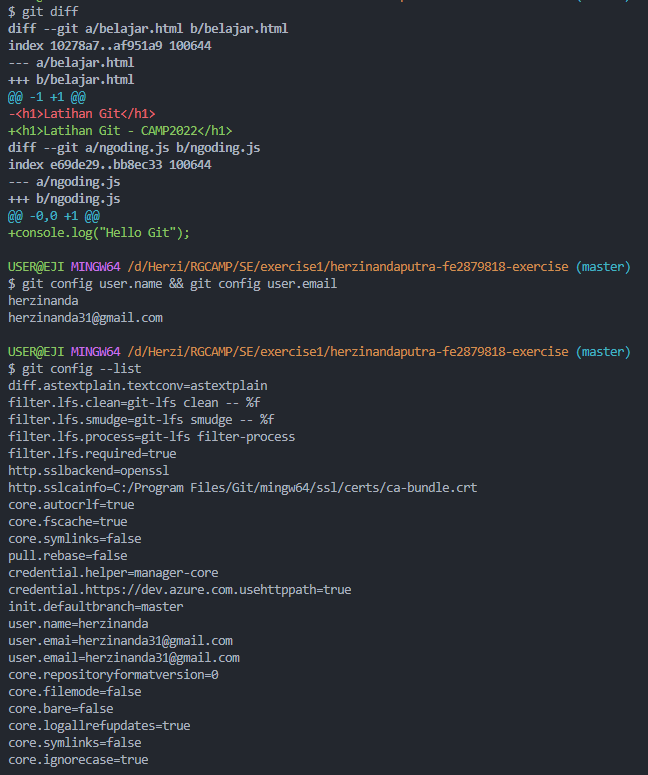 $ git diff
diff --git a/belajar.html b/belajar.html
index 10278a7..af951a9 100644
--- a/belajar.html
+++ b/belajar.html
@@ -1 +1 @@
-<h1>Latihan Git</h1>
+<h1>Latihan Git - CAMP2022</h1>
diff --git a/ngoding.js b/ngoding.js
index e69de29..bb8ec33 100644
--- a/ngoding.js
+++ b/ngoding.js
@@ -0,0 +1 @@
+console.log("Hello Git");

USER@EJI MINGW64 /d/Herzi/RGCAMP/SE/exercise1/herzinandaputra-fe2879818-exercise (master)
$ git config user.name && git config user.email
herzinanda
herzinanda31@gmail.com

USER@EJI MINGW64 /d/Herzi/RGCAMP/SE/exercise1/herzinandaputra-fe2879818-exercise (master)
$ git config --list
diff.astextplain.textconv=astextplain
filter.lfs.clean=git-lfs clean -- %f
filter.lfs.smudge=git-lfs smudge -- %f
filter.lfs.process=git-lfs filter-process
filter.lfs.required=true
http.sslbackend=openssl
http.sslcainfo=C:/Program Files/Git/mingw64/ssl/certs/ca-bundle.crt
core.autocrlf=true
core.fscache=true
core.symlinks=false
pull.rebase=false
credential.helper=manager-core
credential.https://dev.azure.com.usehttppath=true
init.defaultbranch=master
user.name=herzinanda
user.emai=herzinanda31@gmail.com
user.email=herzinanda31@gmail.com
core.repositoryformatversion=0
core.filemode=false
core.bare=false
core.logallrefupdates=true
core.symlinks=false
core.ignorecase=true